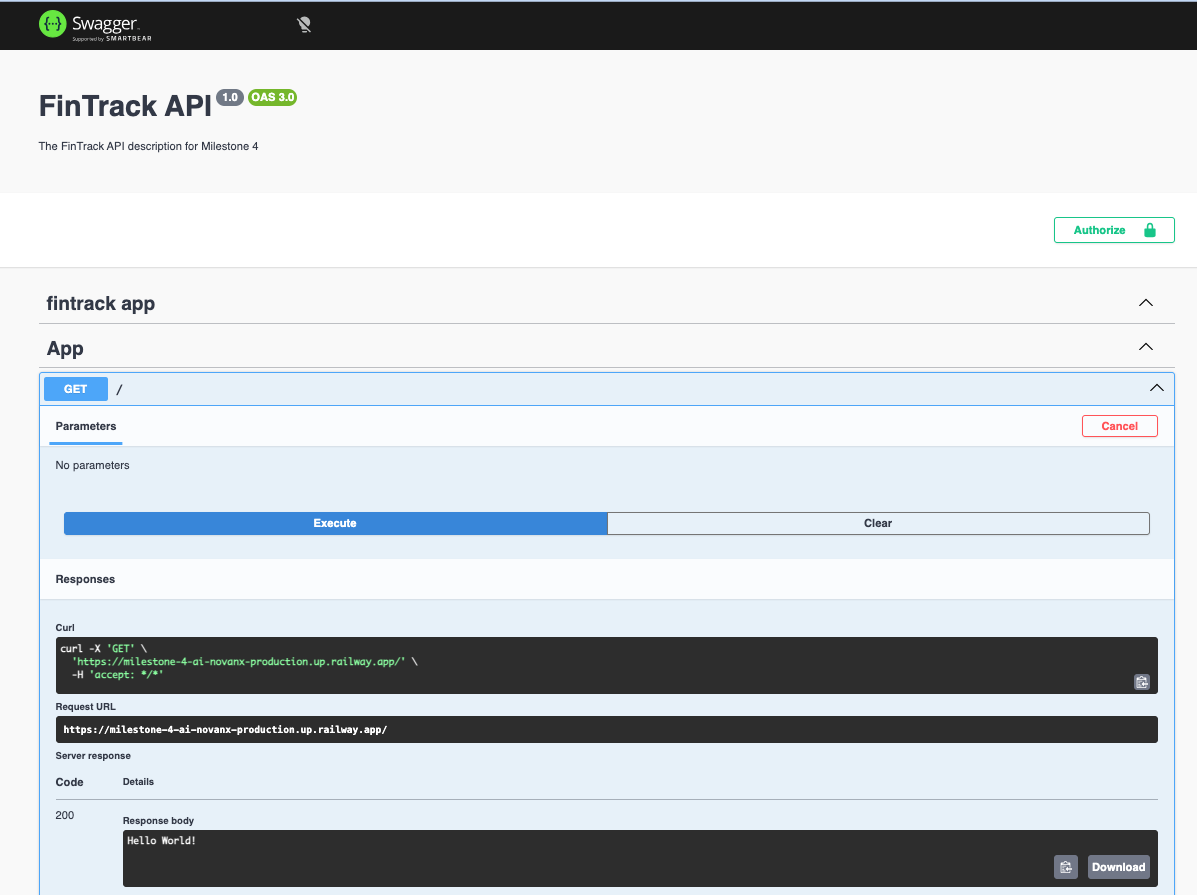 Swagger
Supported by SMARTBEAR
FinTrack API 1.0 OAS 3.0
The FinTrack API description for Milestone 4
Authorize
fintrack app
App
GET /
Parameters
Cancel
No parameters
Execute
Clear
Responses
Curl
curl -X 'GET' \
'https://milestone-4-ai-novanx-production.up.railway.app/' \
-H 'accept: */*'
Request URL
https://milestone-4-ai-novanx-production.up.railway.app/
Server response
Code Details
200
Response body
Hello World!
Download